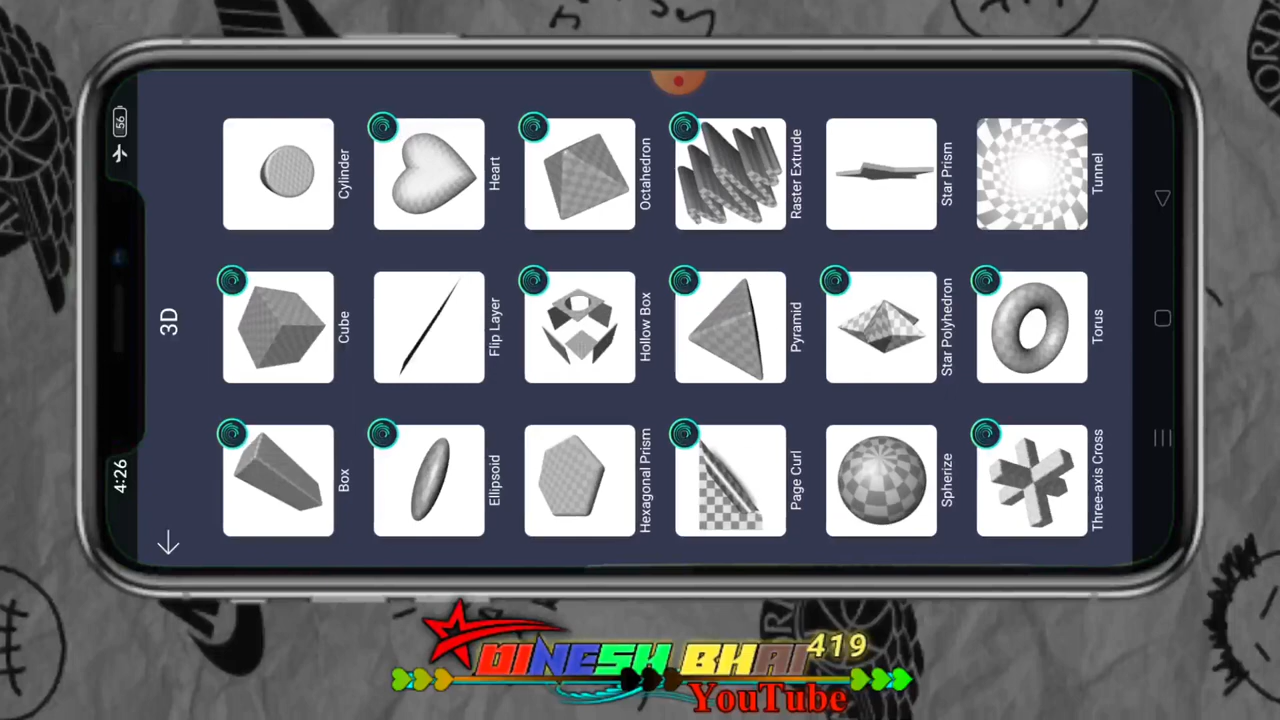 4:26
56
3D
Box
Cube
Cylinder
Ellipsoid
Flip Layer
Heart
Hexagonal Prism
Hollow Box
Octahedron
Page Curl
Pyramid
Raster Extrude
Spherize
Star Polyhedron
Star Prism
Three-axis Cross
Torus
Tunnel
DINESH BHAI 419
YouTube